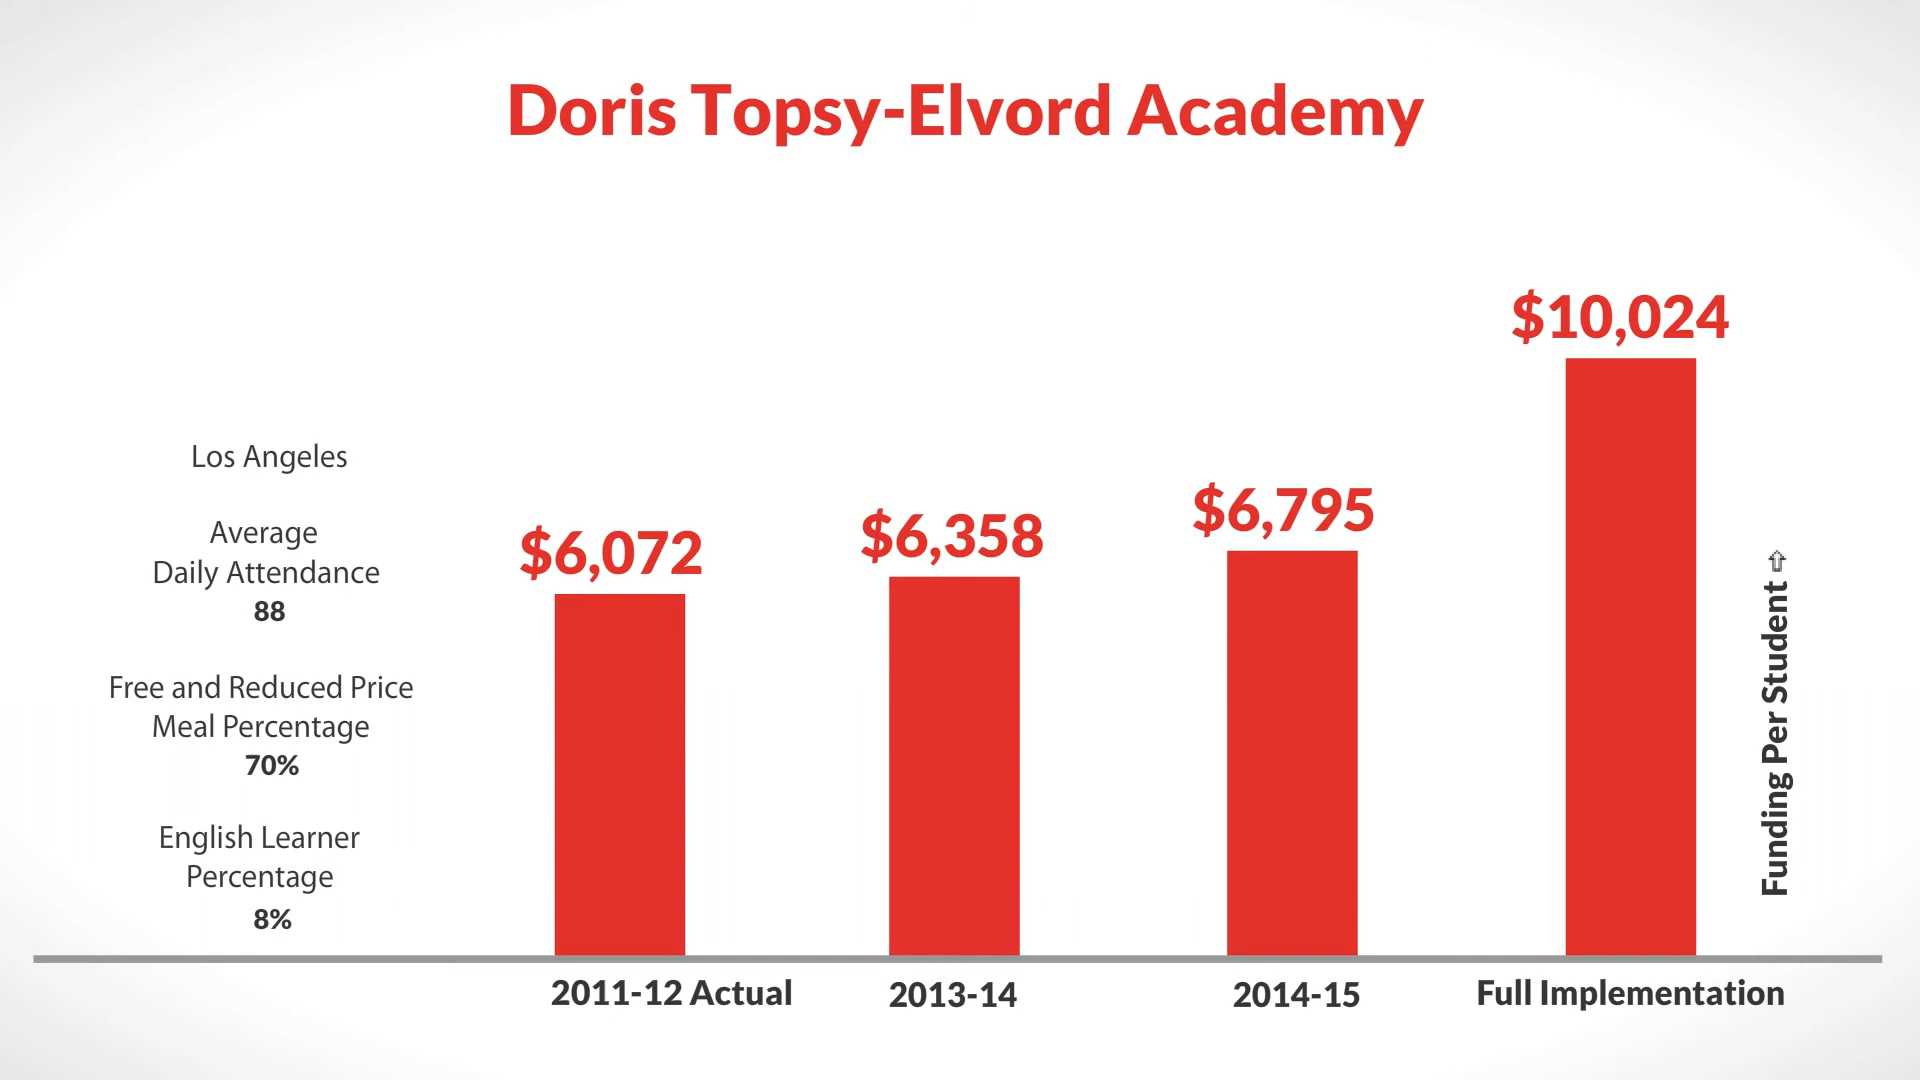 Doris Topsy-Elvord Academy
Los Angeles
Average
Daily Attendance
88
Free and Reduced Price
Meal Percentage
70%
English Learner
Percentage
8%
$6,072
$6,358
$6,795
$10,024
2011-12 Actual
2013-14
2014-15
Full Implementation
Funding Per Student